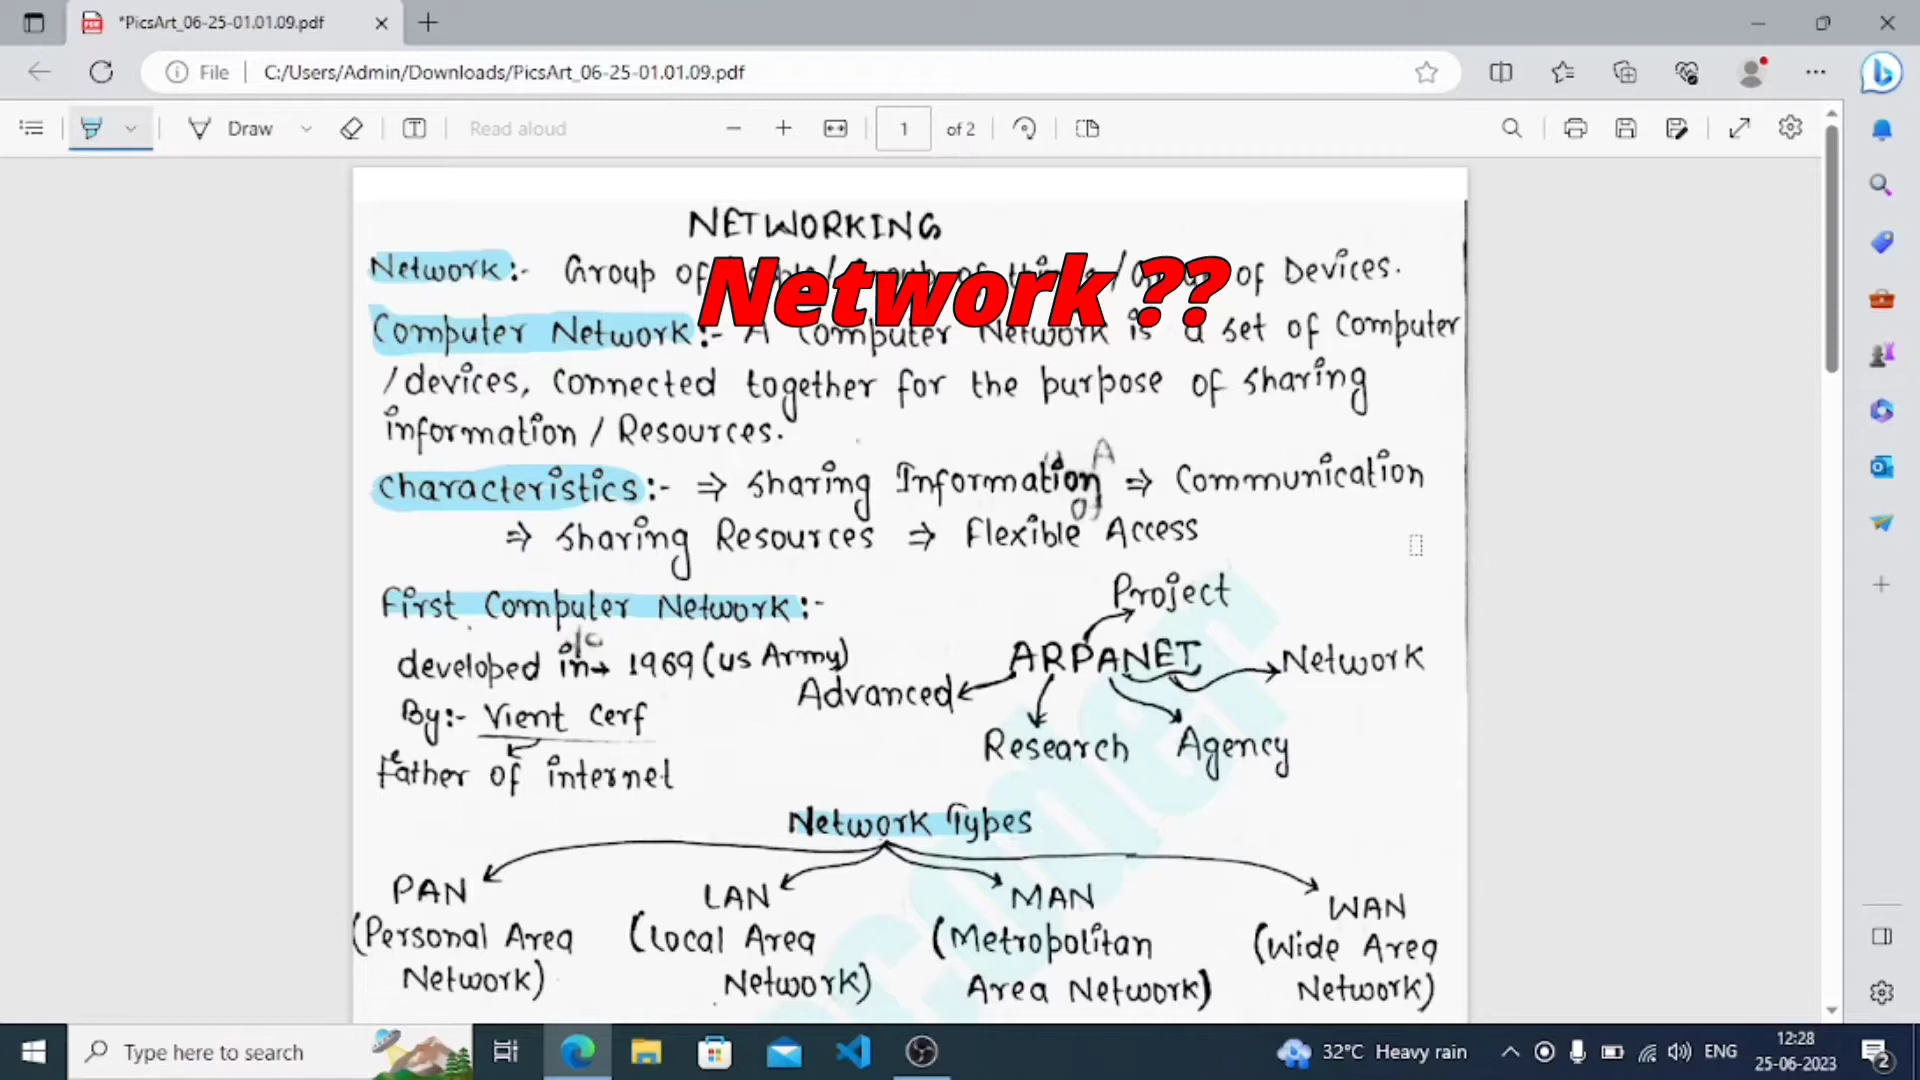 *PicsArt_06-25-01.01.09.pdf
File C:/Users/Admin/Downloads/PicsArt_06-25-01.01.09.pdf
Draw Read aloud 1 of 2
NETWORKING
Network:- Group of / of Devices.
Network ??
Computer Network:- A Computer Network is a set of Computer
/devices, Connected together for the purpose of sharing
information / Resources.
Characteristics:- ⇒ Sharing Information ⇒ Communication
⇒ Sharing Resources ⇒ Flexible Access
First Computer Network:-
Project
developed in→ 1969 (us Army)
ARPANET
Network
Advanced
By:- Vient Cerf
Research Agency
Father of internet
Network Types
PAN LAN MAN WAN
(Personal Area (Local Area (Metropolitan (Wide Area
Network) Network) Area Network) Network)
Type here to search
32°C Heavy rain
ENG
12:28
25-06-2023
2